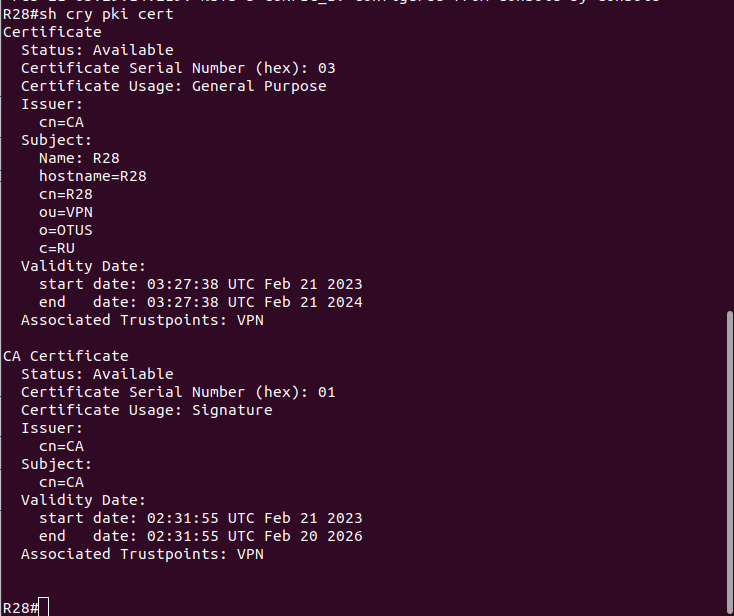 R28#sh cry pki cert
Certificate
  Status: Available
  Certificate Serial Number (hex): 03
  Certificate Usage: General Purpose
  Issuer:
    cn=CA
  Subject:
    Name: R28
    hostname=R28
    cn=R28
    ou=VPN
    o=OTUS
    c=RU
  Validity Date:
    start date: 03:27:38 UTC Feb 21 2023
    end   date: 03:27:38 UTC Feb 21 2024
  Associated Trustpoints: VPN

CA Certificate
  Status: Available
  Certificate Serial Number (hex): 01
  Certificate Usage: Signature
  Issuer:
    cn=CA
  Subject:
    cn=CA
  Validity Date:
    start date: 02:31:55 UTC Feb 21 2023
    end   date: 02:31:55 UTC Feb 20 2026
  Associated Trustpoints: VPN

R28#